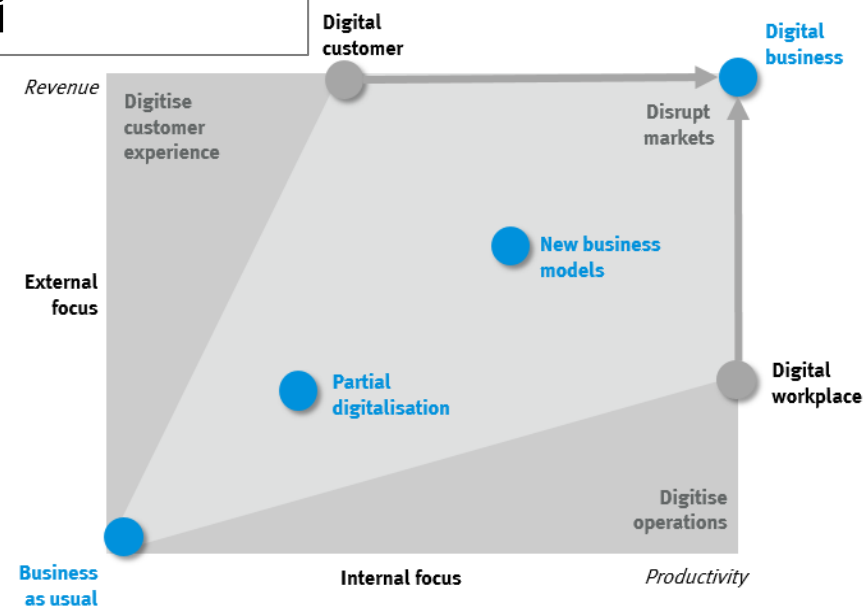 Digital
customer
Digital
business
Revenue
Digitise
customer
experience
Disrupt
markets
New business
models
External
focus
Partial
digitalisation
Digital
workplace
Digitise
operations
Business
as usual
Internal focus
Productivity